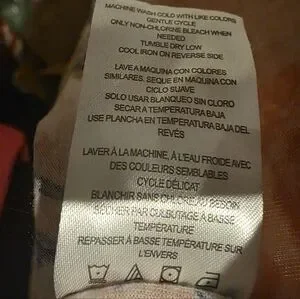 MACHINE WASH COLD WITH LIKE COLORS
GENTLE CYCLE
ONLY NON-CHLORINE BLEACH WHEN
NEEDED
TUMBLE DRY LOW
COOL IRON ON REVERSE SIDE
LAVE A MAQUINA CON COLORES
SIMILARES. SEQUE EN MAQUINA CON
CICLO SUAVE
SOLO USAR BLANQUEO SIN CLORO
SECAR A TEMPERATURA BAJA
USE PLANCHA EN TEMPERATURA BAJA DEL
REVÉS
LAVER À LA MACHINE, À L'EAU FROIDE AVEC
DES COULEURS SEMBLABLES
CYCLE DÉLICAT
BLANCHIR SANS CHLORE AU BESOIN
SÉCHER PAR CULBUTAGE À BASSE
TEMPÉRATURE
REPASSER À BASSE TEMPÉRATURE SUR
L'ENVERS